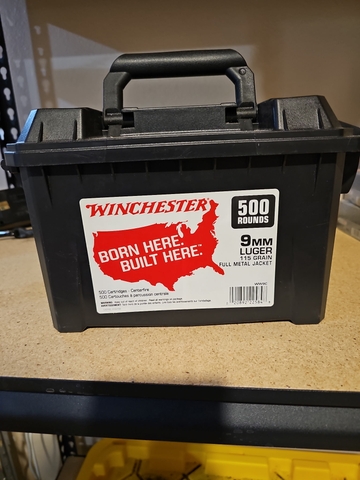 WINCHESTER
500
ROUNDS
BORN HERE.
BUILT HERE.™
9MM
LUGER
115 GRAIN
FULL METAL JACKET
500 Cartridges - Centerfire
500 Cartouches à percussion centrale